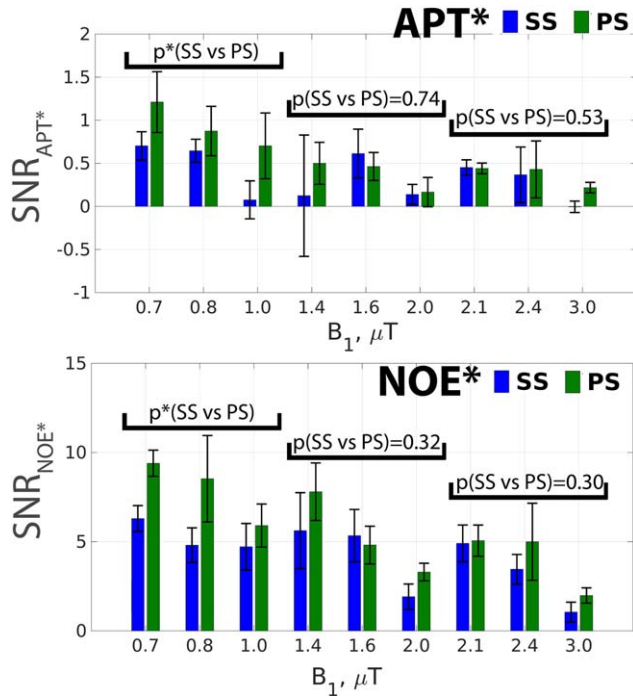 APT* SS PS
p*(SS vs PS)
p(SS vs PS)=0.74
p(SS vs PS)=0.53
SNR_APT*
2
1.5
1
0.5
0
-0.5
-1
0.7 0.8 1.0 1.4 1.6 2.0 2.1 2.4 3.0
B₁, μT
NOE* SS PS
p*(SS vs PS)
p(SS vs PS)=0.32
p(SS vs PS)=0.30
SNR_NOE*
15
10
5
0
0.7 0.8 1.0 1.4 1.6 2.0 2.1 2.4 3.0
B₁, μT